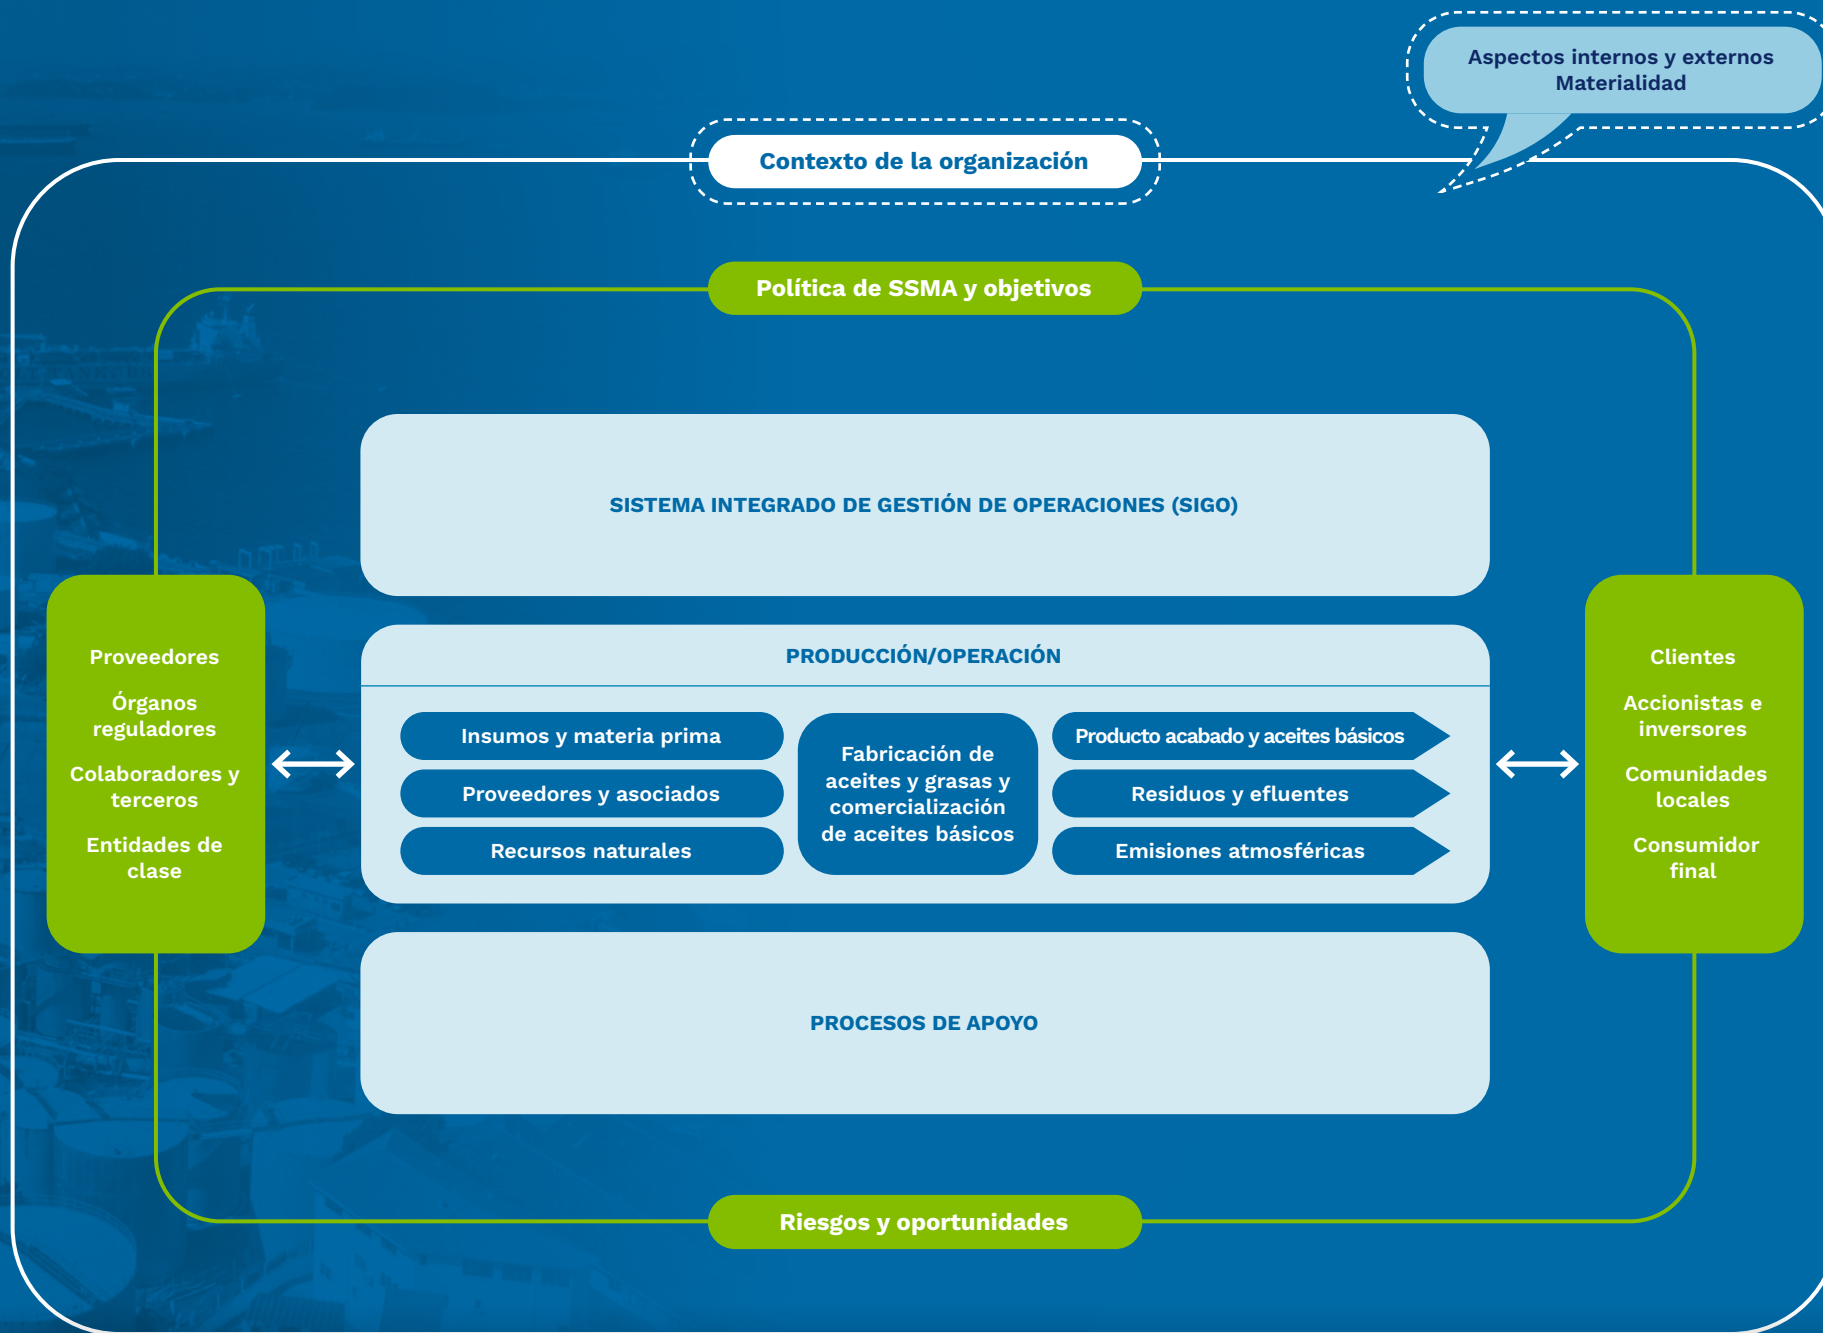 Aspectos internos y externos
Materialidad
Contexto de la organización
Política de SSMA y objetivos
SISTEMA INTEGRADO DE GESTIÓN DE OPERACIONES (SIGO)
Proveedores
Órganos
reguladores
Colaboradores y
terceros
Entidades de
clase
PRODUCCIÓN/OPERACIÓN
Insumos y materia prima
Proveedores y asociados
Recursos naturales
Fabricación de
aceites y grasas y
comercialización
de aceites básicos
Producto acabado y aceites básicos
Residuos y efluentes
Emisiones atmosféricas
Clientes
Accionistas e
inversores
Comunidades
locales
Consumidor
final
PROCESOS DE APOYO
Riesgos y oportunidades